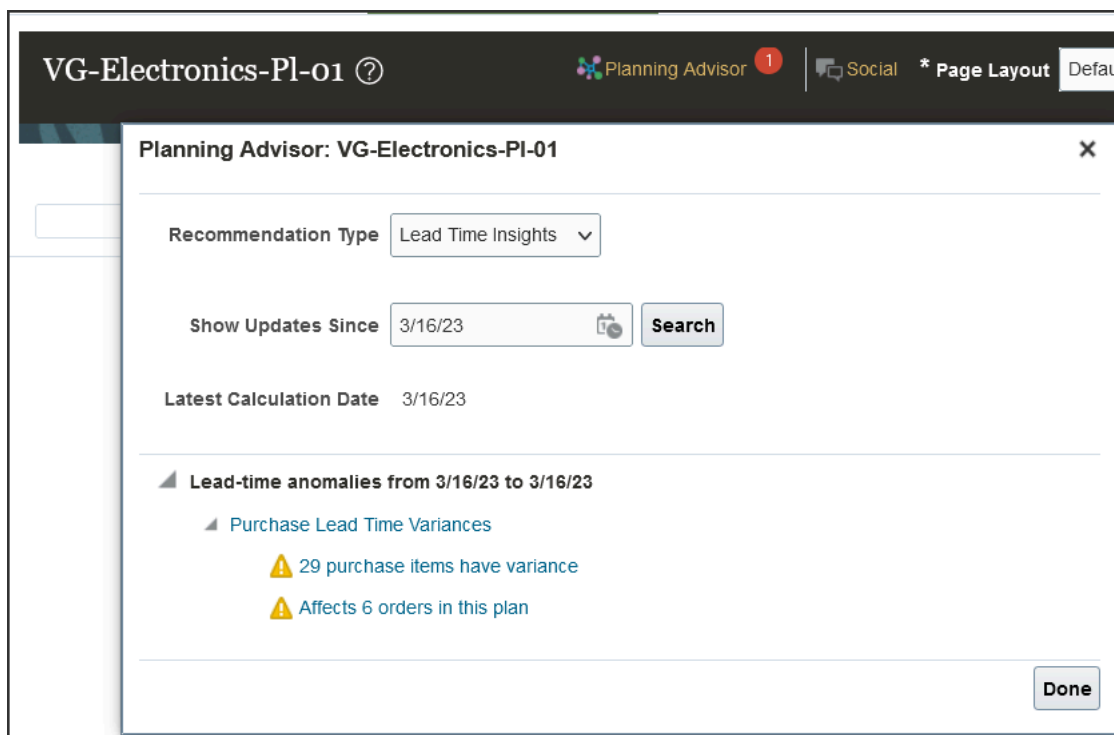 VG-Electronics-Pl-01
Planning Advisor 1
Social
* Page Layout
Defau
Planning Advisor: VG-Electronics-Pl-01
Recommendation Type Lead Time Insights
Show Updates Since 3/16/23 Search
Latest Calculation Date 3/16/23
Lead-time anomalies from 3/16/23 to 3/16/23
Purchase Lead Time Variances
29 purchase items have variance
Affects 6 orders in this plan
Done